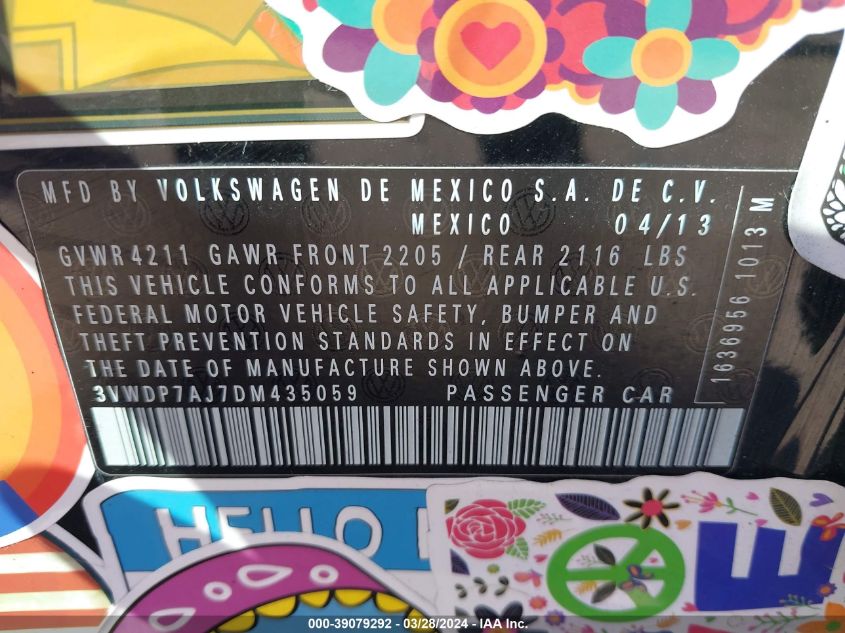 MFD BY VOLKSWAGEN DE MEXICO S.A. DE C.V.
MEXICO 04/13
GVWR 4211 GAWR FRONT 2205 / REAR 2116 LBS
THIS VEHICLE CONFORMS TO ALL APPLICABLE U.S.
FEDERAL MOTOR VEHICLE SAFETY, BUMPER AND
THEFT PREVENTION STANDARDS IN EFFECT ON
THE DATE OF MANUFACTURE SHOWN ABOVE.
3VWDP7AJ7DM435059 PASSENGER CAR
1636956 1013 M
HELLO
000-39079292 - 03/28/2024 - IAA Inc.